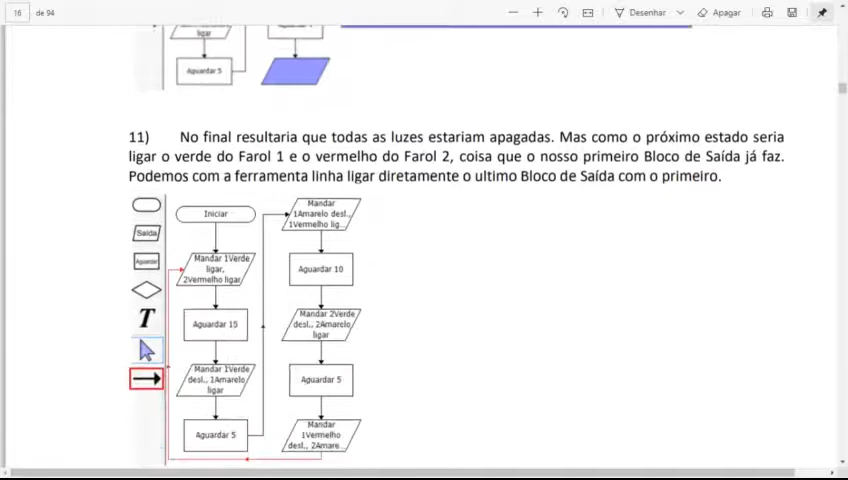 16
de 94
Desenhar
Apagar
ligar
Aguardar 5
11) No final resultaria que todas as luzes estariam apagadas. Mas como o próximo estado seria
ligar o verde do Farol 1 e o vermelho do Farol 2, coisa que o nosso primeiro Bloco de Saída já faz.
Podemos com a ferramenta linha ligar diretamente o ultimo Bloco de Saída com o primeiro.
Saída
Aguardar
T
Iniciar
Mandar 1Verde
ligar,
2Vermelho ligar
Aguardar 15
Mandar 1Verde
desl., 1Amarelo
ligar
Aguardar 5
Mandar
1Amarelo desl.,
1Vermelho lig...
Aguardar 10
Mandar 2Verde
desl., 2Amarelo
ligar
Aguardar 5
Mandar
1Vermelho
desl., 2Amare...